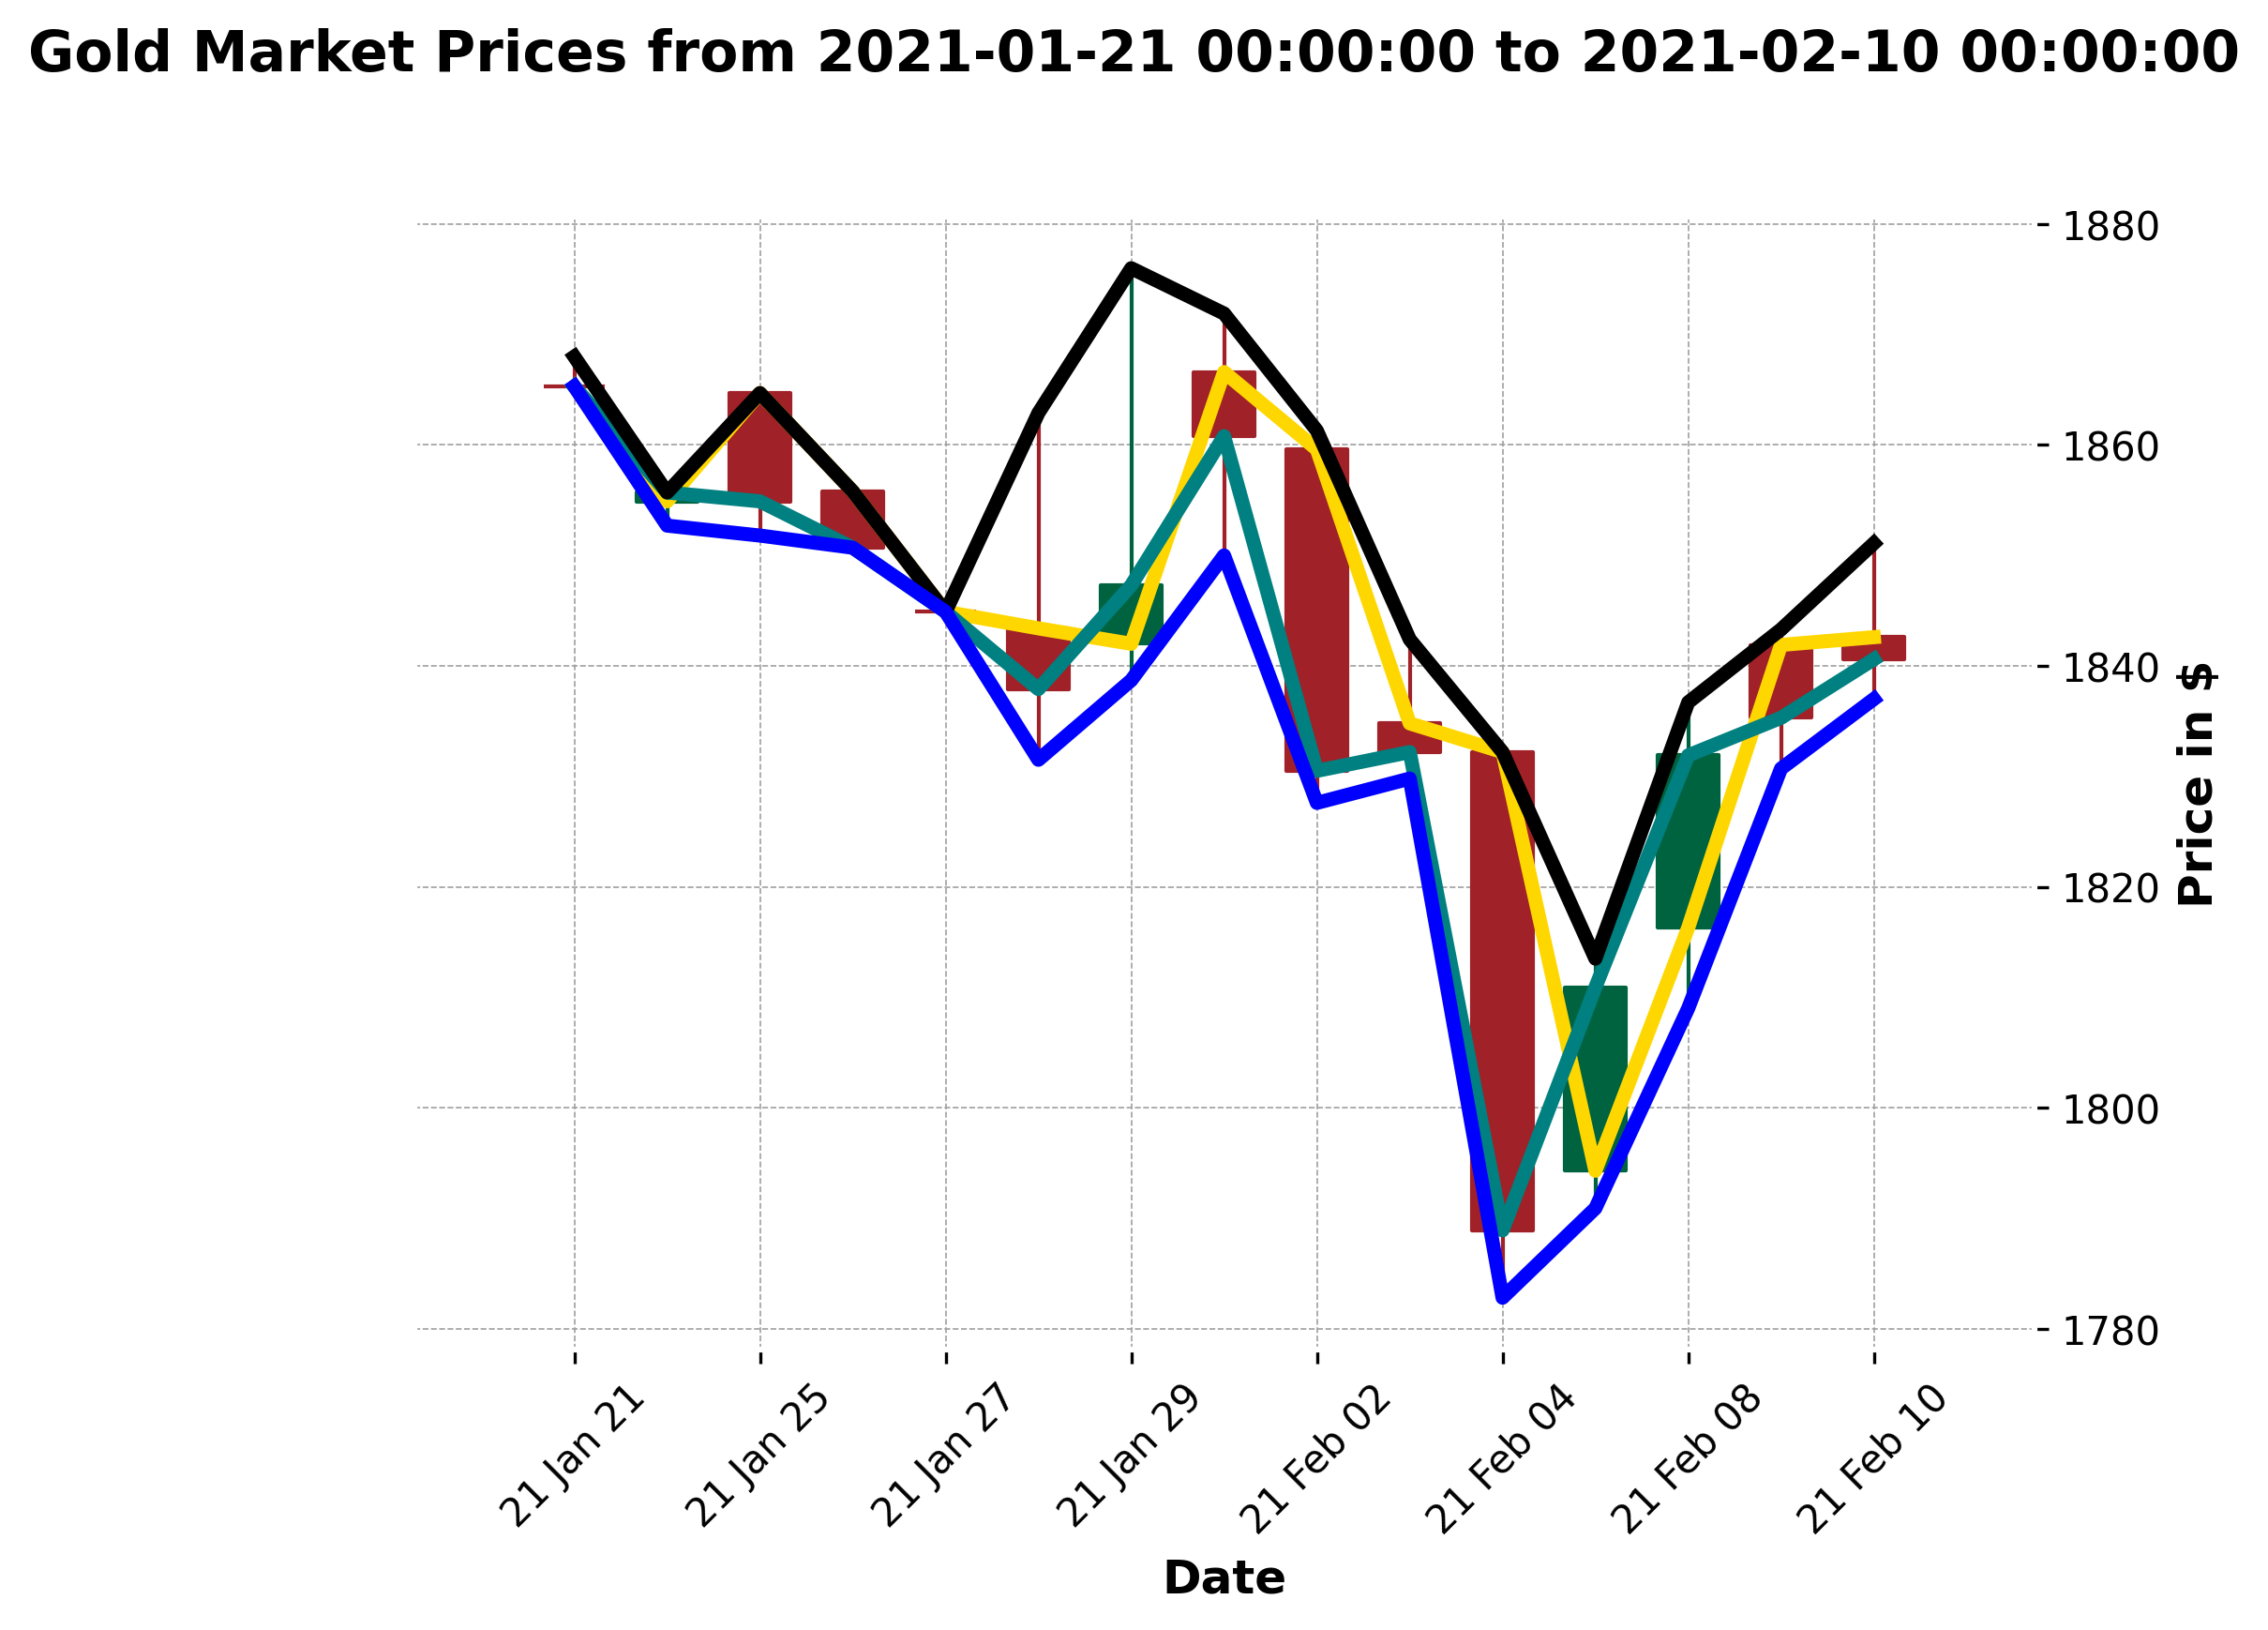 Gold Market Prices from 2021-01-21 00:00:00 to 2021-02-10 00:00:00
1880
1860
1840
1820
1800
1780
Price in $
21 Jan 21
21 Jan 25
21 Jan 27
21 Jan 29
21 Feb 02
21 Feb 04
21 Feb 08
21 Feb 10
Date